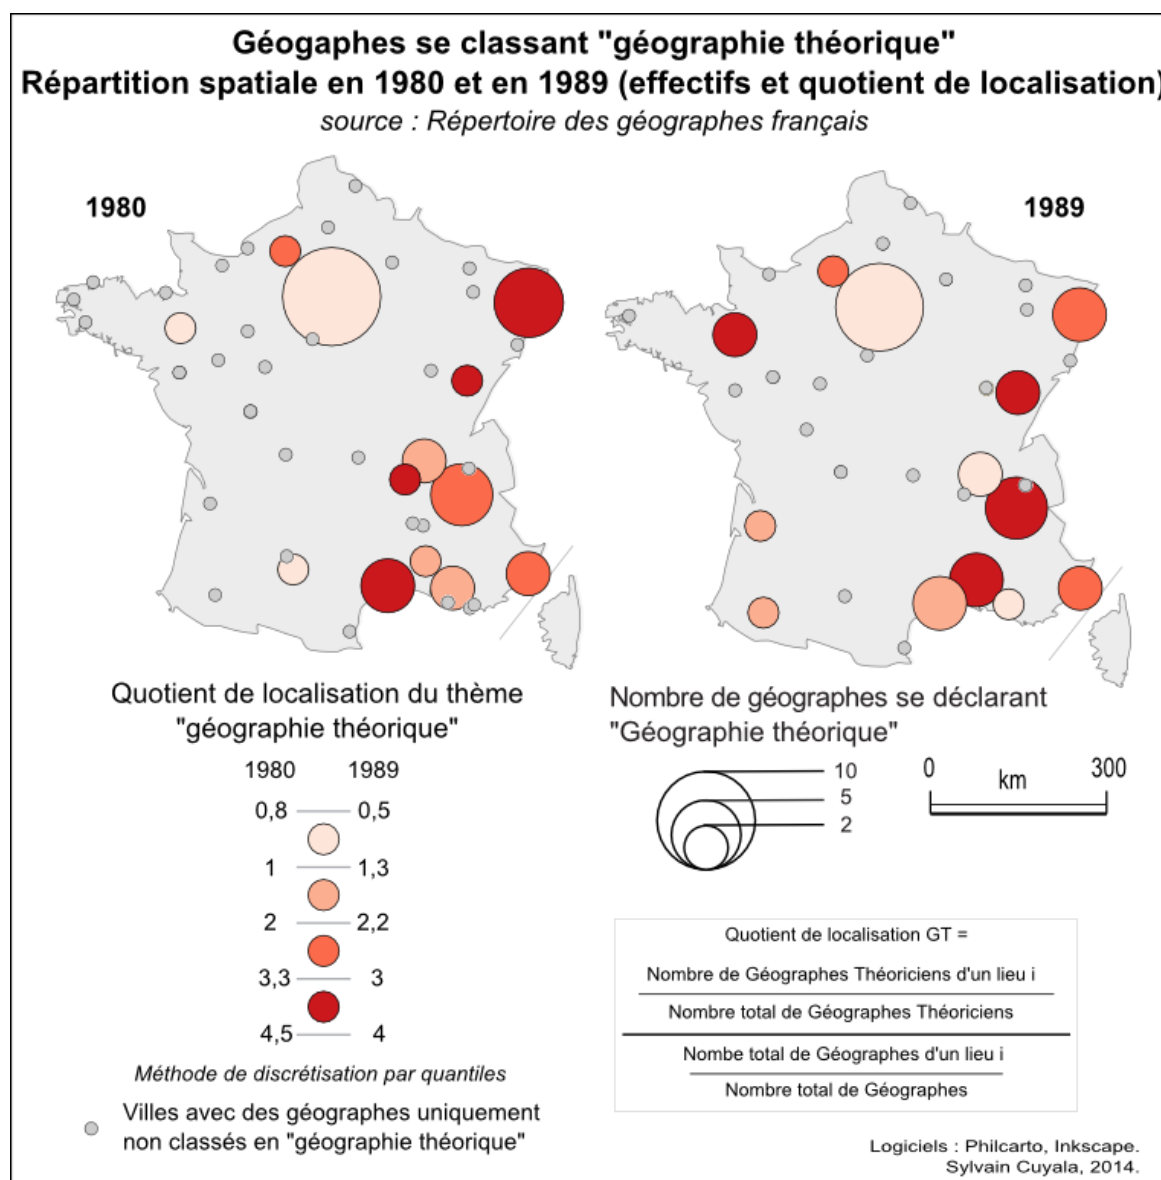 Géogaphes se classant "géographie théorique"
Répartition spatiale en 1980 et en 1989 (effectifs et quotient de localisation)
source : Répertoire des géographes français
1980
1989
Quotient de localisation du thème
"géographie théorique"
1980 1989
0,8 0,5
1 1,3
2 2,2
3,3 3
4,5 4
Méthode de discrétisation par quantiles
Villes avec des géographes uniquement
non classés en "géographie théorique"
Nombre de géographes se déclarant
"Géographie théorique"
10
5
2
0 300
km
Quotient de localisation GT =
Nombre de Géographes Théoriciens d'un lieu i
Nombre total de Géographes Théoriciens
Nombe total de Géographes d'un lieu i
Nombre total de Géographes
Logiciels : Philcarto, Inkscape.
Sylvain Cuyala, 2014.